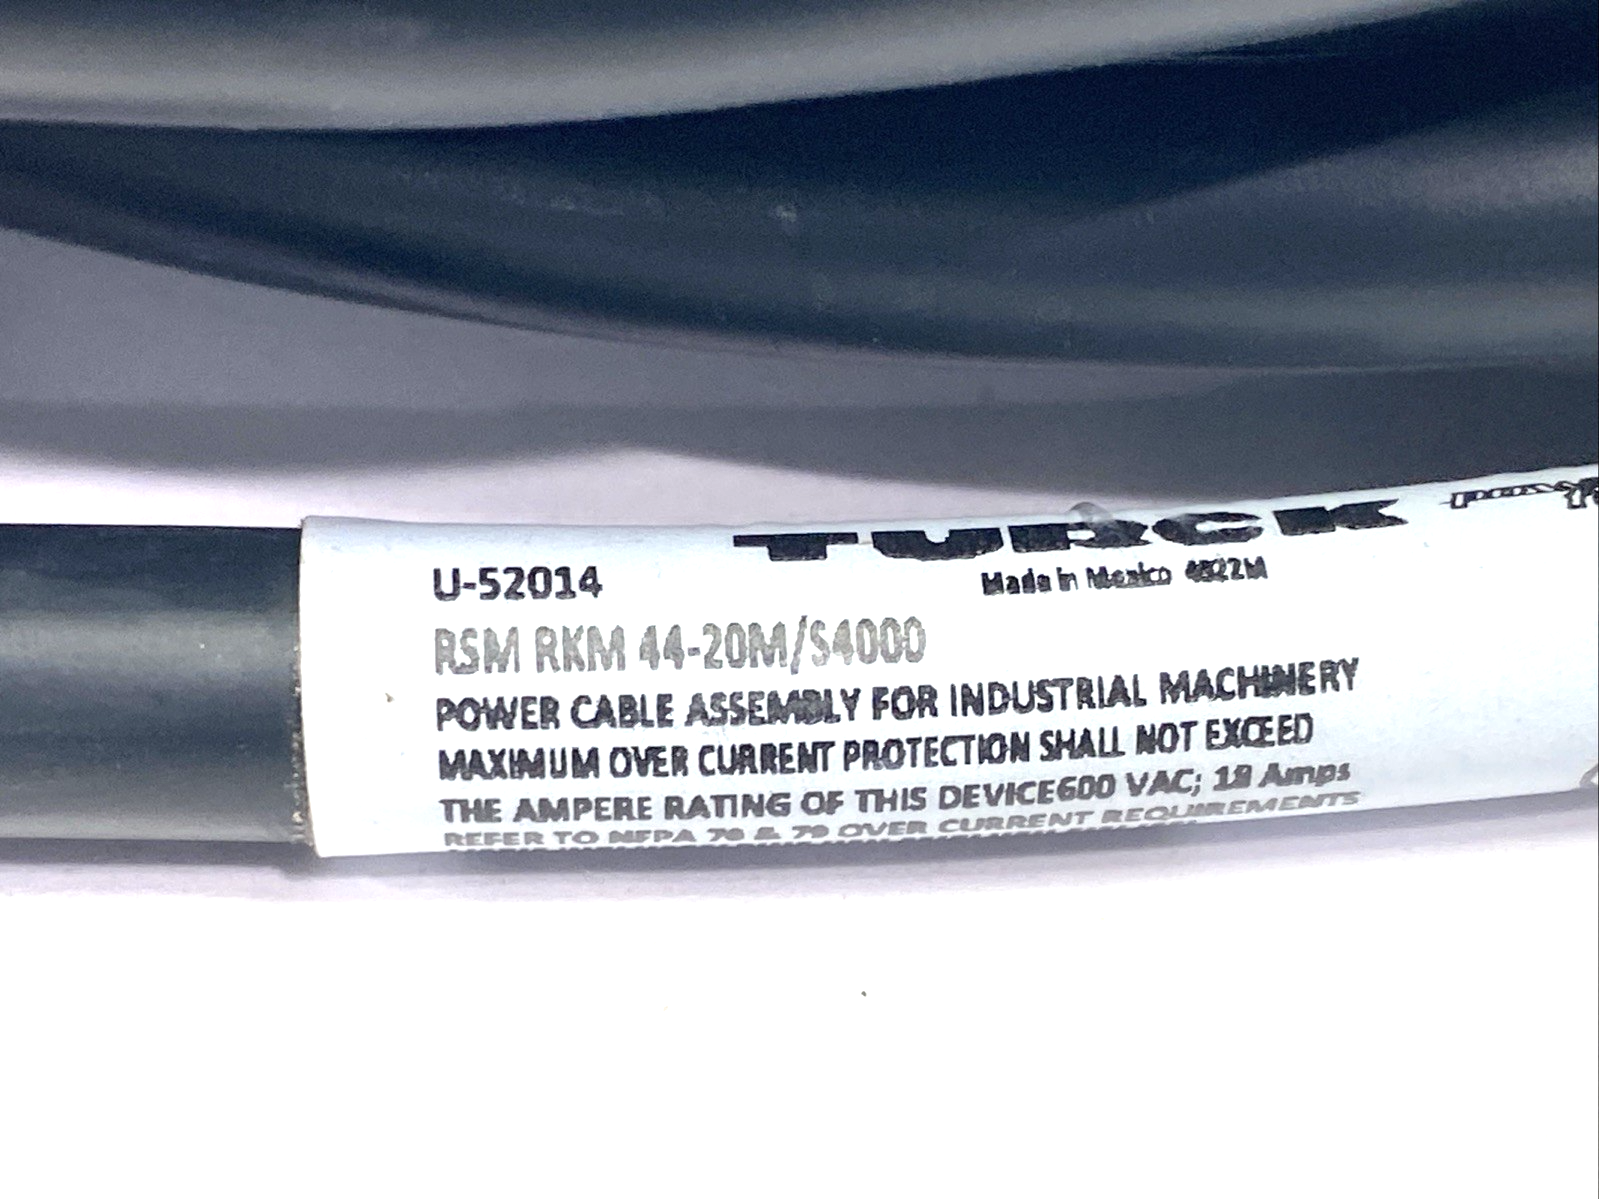 TURCK
U-52014
Made in Mexico
RSM RKM 44-20M/S4000
POWER CABLE ASSEMBLY FOR INDUSTRIAL MACHINERY
MAXIMUM OVER CURRENT PROTECTION SHALL NOT EXCEED
THE AMPERE RATING OF THIS DEVICE600 VAC; Amps
REFER TO NFPA 70 & 79 OVER CURRENT REQUIREMENTS